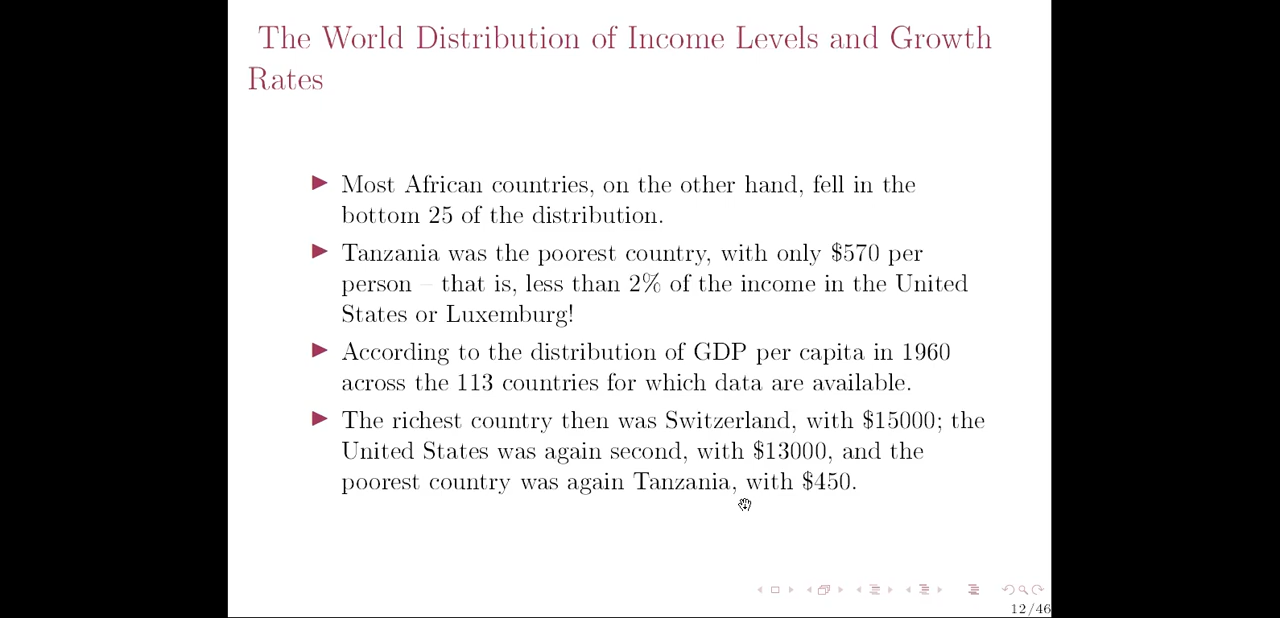 The World Distribution of Income Levels and Growth
Rates
Most African countries, on the other hand, fell in the
bottom 25 of the distribution.
Tanzania was the poorest country, with only $570 per
person – that is, less than 2% of the income in the United
States or Luxemburg!
According to the distribution of GDP per capita in 1960
across the 113 countries for which data are available.
The richest country then was Switzerland, with $15000; the
United States was again second, with $13000, and the
poorest country was again Tanzania, with $450.
12/46